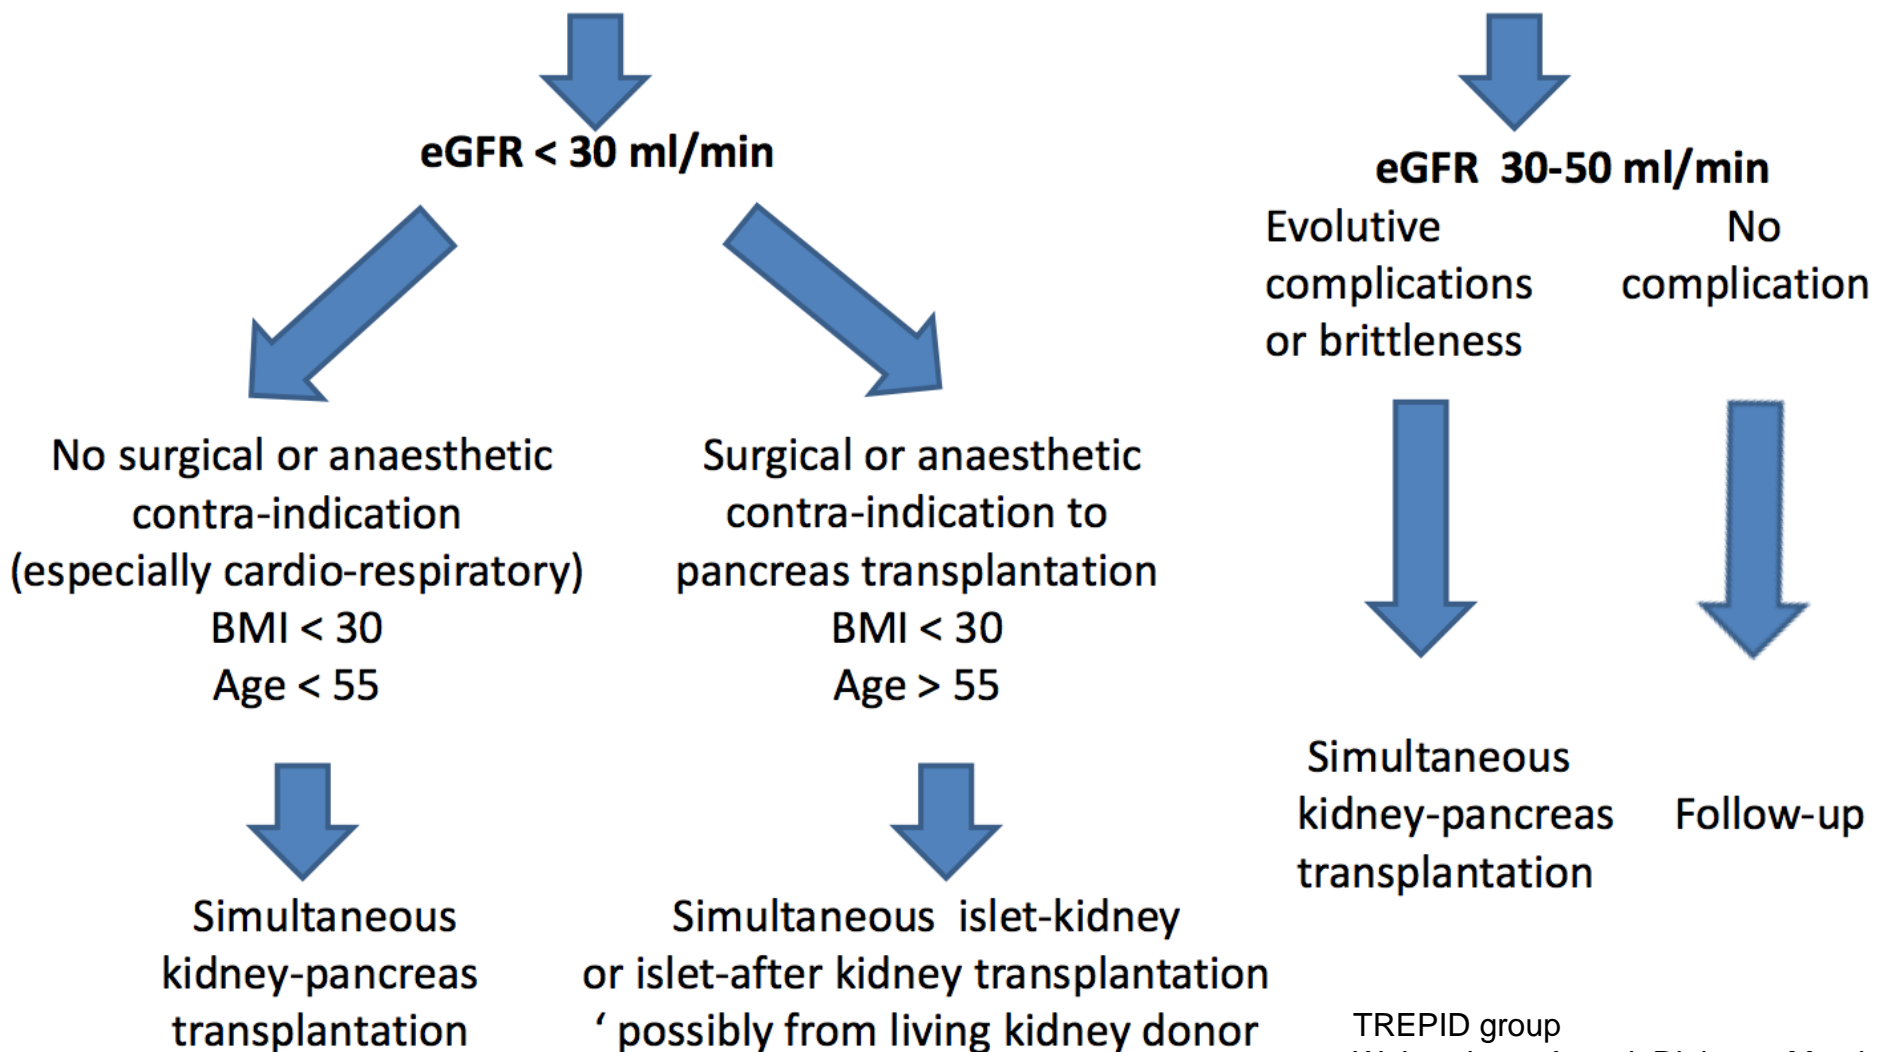 eGFR < 30 ml/min
No surgical or anaesthetic
contra-indication
(especially cardio-respiratory)
BMI < 30
Age < 55
Simultaneous
kidney-pancreas
transplantation
Surgical or anaesthetic
contra-indication to
pancreas transplantation
BMI < 30
Age > 55
Simultaneous islet-kidney
or islet-after kidney transplantation
‘ possibly from living kidney donor
eGFR 30-50 ml/min
Evolutive
complications
or brittleness
Simultaneous
kidney-pancreas
transplantation
No
complication
Follow-up
TREPID group